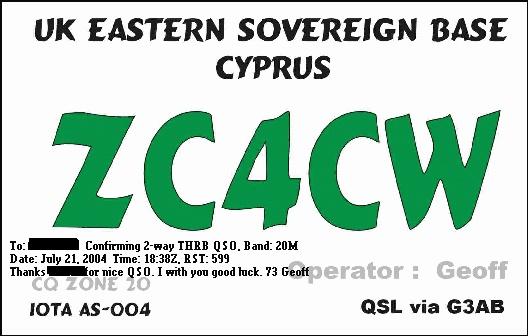 UK EASTERN SOVEREIGN BASE
CYPRUS
ZC4CW
To: Confirming 2-way THRB QSO, Band: 20M
Date: July 21, 2004 Time: 18:38Z, RST: 599
Thanks for nice QSO. I with you good luck. 73 Geoff
Operator : Geoff
CQ ZONE 20
IOTA AS-004
QSL via G3AB